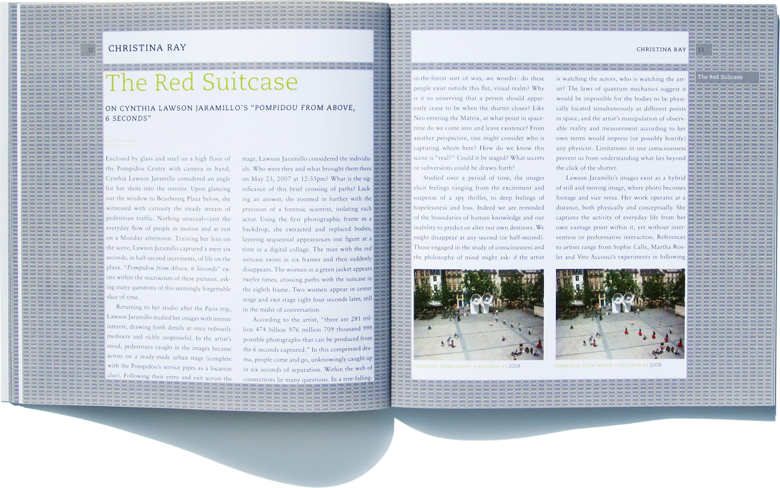 32
CHRISTINA RAY
The Red Suitcase
ON CYNTHIA LAWSON JARAMILLO'S "POMPIDOU FROM ABOVE,
6 SECONDS"
Enclosed by glass and steel on a high floor of
the Pompidou Centre with camera in hand,
Cynthia Lawson Jaramillo considered an angle
for her shots into the interior. Upon glancing
out the window to Beaubourg Plaza below, she
witnessed with curiosity the steady stream of
pedestrian traffic. Nothing unusual—just the
everyday flow of people in motion and at rest
on a Monday afternoon. Training her lens on
the scene, Lawson Jaramillo captured a mere six
seconds, in half-second increments, of life on the
plaza. "Pompidou from Above, 6 Seconds" ex-
ists within the microcosm of these pictures, ask-
ing many questions of this seemingly forgettable
slice of time.
Returning to her studio after the Paris trip,
Lawson Jaramillo studied her images with intense
interest, drawing forth details at once tediously
mediocre and richly suspenseful. In the artist's
mind, pedestrians caught in the images became
actors on a ready-made urban stage (complete
with the Pompidou's service pipes as a location
clue). Following their entry and exit across the
stage, Lawson Jaramillo considered the individu-
als. Who were they and what brought them there
on May 23, 2007 at 12:35pm? What is the sig-
nificance of this brief crossing of paths? Lack-
ing an answer, she zoomed in further with the
precision of a forensic scientist, isolating each
actor. Using the first photographic frame as a
backdrop, she extracted and replaced bodies,
layering sequential appearances one figure at a
time in a digital collage. The man with the red
suitcase exists in six frames and then suddenly
disappears. The woman in a green jacket appears
twelve times, crossing paths with the suitcase in
the eighth frame. Two women appear in center
stage and exit stage right four seconds later, still
in the midst of conversation.
According to the artist, "there are 281 mil-
lion 474 billion 976 million 709 thousand 999
possible photographs that can be produced from
the 6 seconds captured." In this compressed dra-
ma, people come and go, unknowingly caught up
in six seconds of separation. Within the web of
connections lie many questions. In a tree-falling-
CHRISTINA RAY
33
The Red Suitcase
in-the-forest sort of way, we wonder: do these
people exist outside this flat, visual realm? Why
is it so unnerving that a person should appar-
ently cease to be when the shutter closes? Like
Neo entering the Matrix, at what point in space-
time do we come into and leave existence? From
another perspective, one might consider who is
capturing whom here? How do we know this
scene is "real?" Could it be staged? What secrets
or subversions could be drawn forth?
Studied over a period of time, the images
elicit feelings ranging from the excitement and
suspense of a spy thriller, to deep feelings of
hopelessness and loss. Indeed we are reminded
of the boundaries of human knowledge and our
inability to predict or alter our own destinies. We
might disappear at any second (or half-second).
Those rooted in the study of consciousness and
the philosophy of mind might ask: if the artist
is watching the actors, who is watching the art-
ist? The laws of quantum mechanics suggest it
would be impossible for the bodies to be physi-
cally located simultaneously at different points
in space, and the artist's manipulation of observ-
able reality and measurement according to her
own terms would impress (or possibly horrify)
any physicist. Limitations in our consciousness
prevent us from understanding what lies beyond
the click of the shutter.
Lawson Jaramillo's images exist as a hybrid
of still and moving image, where photo becomes
footage and vice versa. Her work operates at a
distance, both physically and conceptually. She
captures the activity of everyday life from her
own vantage point within it, yet without inter-
vention or performative interaction. References
to artists range from Sophie Calle, Martha Ros-
ler and Vito Acconci's experiments in following
POMPIDOU FROM ABOVE, 6 SECONDS 2008
POMPIDOU FROM ABOVE, 6 SECONDS 2008